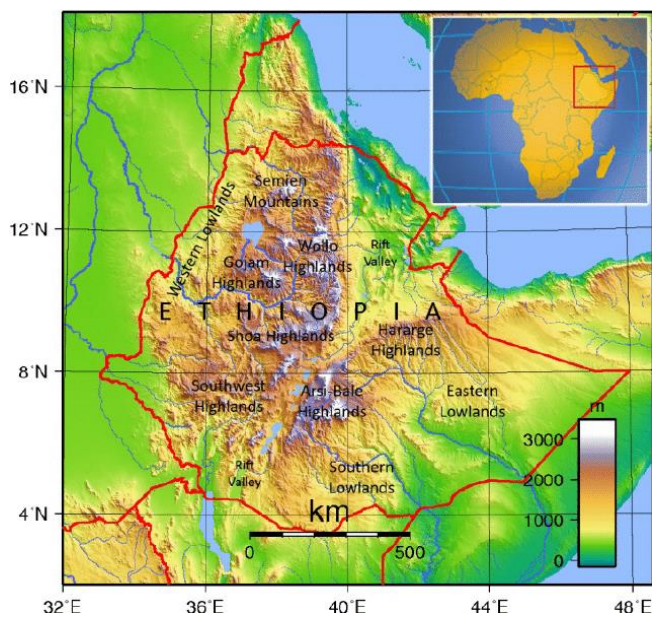 16°N
12°N
8°N
4°N
Semien
Mountains
Western Lowlands
Wollo
Highlands
Rift
Valley
Gojam
Highlands
ETHIOPIA
Shoa Highlands
Hararge
Highlands
Southwest
Highlands
Arsi-Bale
Highlands
Eastern
Lowlands
Rift
Valley
Southern
Lowlands
km
0 500
m
3000
2000
1000
0
32°E 36°E 40°E 44°E 48°E